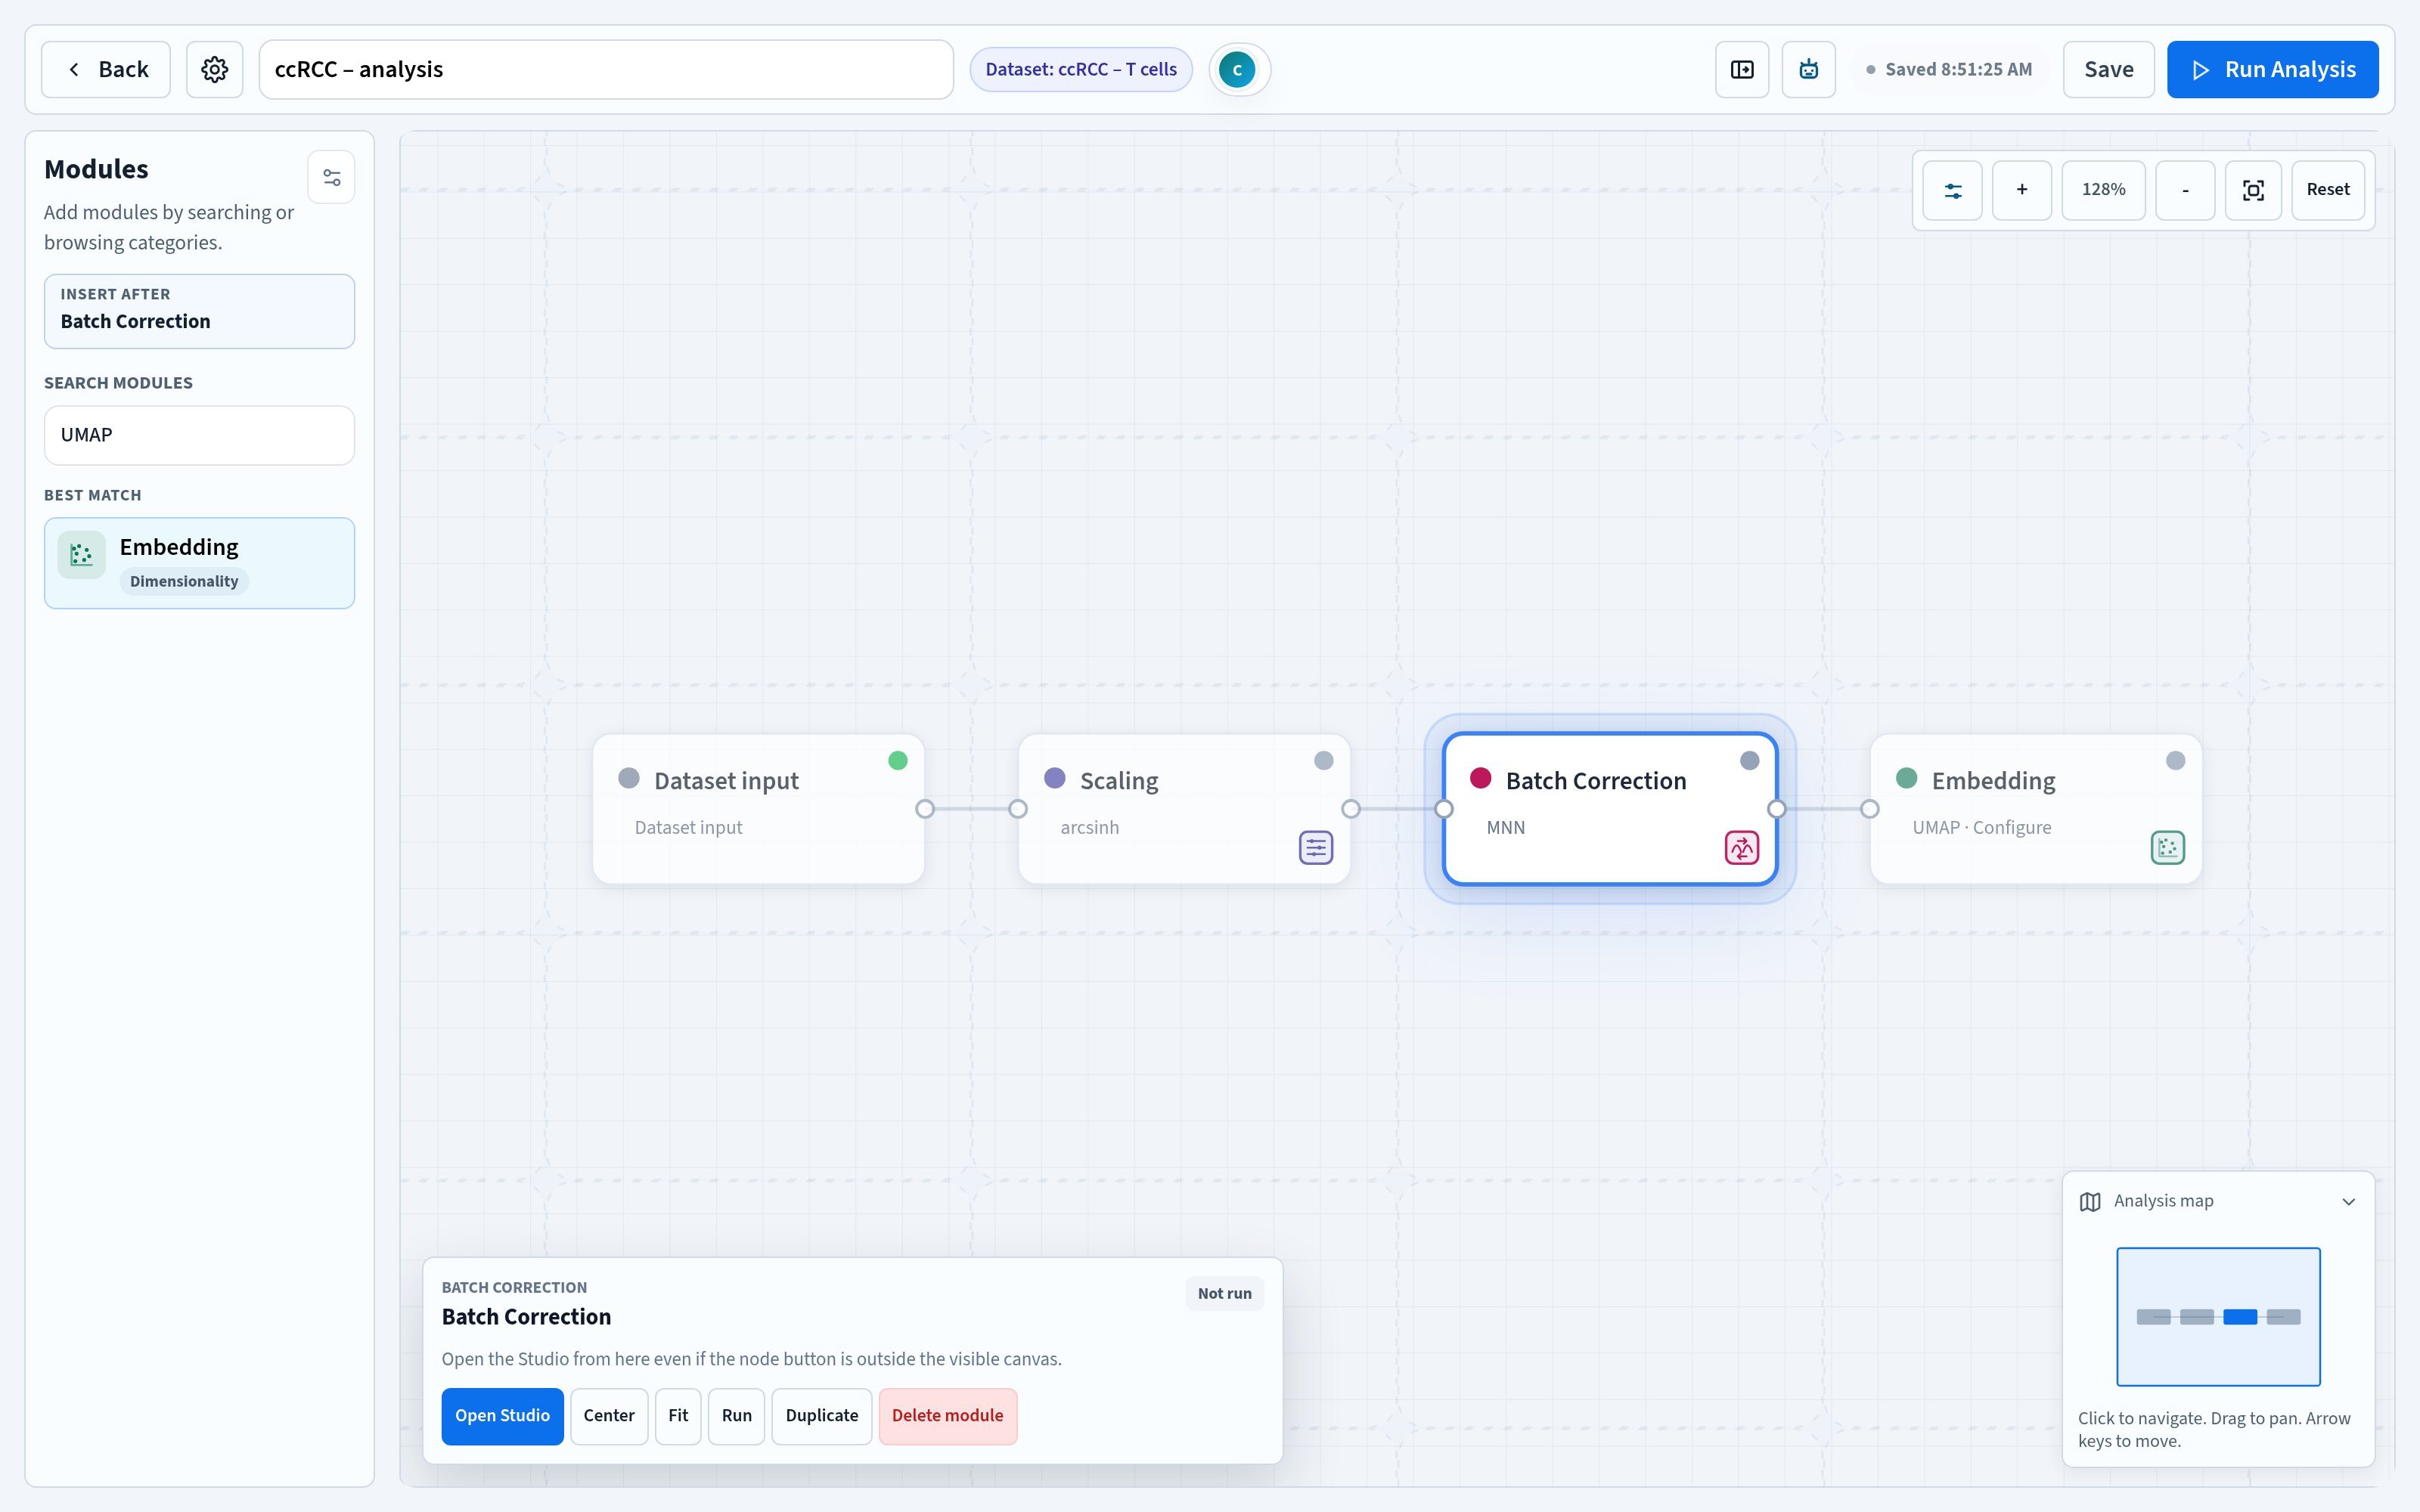 Back
ccRCC – analysis
Dataset: ccRCC – T cells
C
Saved 8:51:25 AM
Save
Run Analysis
Modules
Add modules by searching or
browsing categories.
INSERT AFTER
Batch Correction
SEARCH MODULES
UMAP
BEST MATCH
Embedding
Dimensionality
+
128%
-
Reset
Dataset input
Dataset input
Scaling
arcsinh
Batch Correction
MNN
Embedding
UMAP · Configure
BATCH CORRECTION
Not run
Batch Correction
Open the Studio from here even if the node button is outside the visible canvas.
Open Studio
Center
Fit
Run
Duplicate
Delete module
Analysis map
Click to navigate. Drag to pan. Arrow
keys to move.